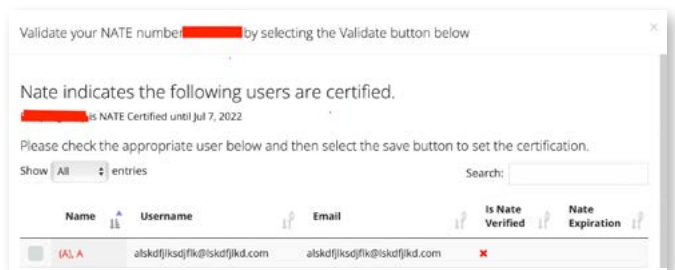 Validate your NATE number by selecting the Validate button below ×
Nate indicates the following users are certified.
is NATE Certified until Jul 7, 2022
Please check the appropriate user below and then select the save button to set the certification.
Show All entries Search:
Name Username Email Is Nate Verified Nate Expiration
(A), A alskdfjlksdjflk@lskdfjlkd.com alskdfjlksdjflk@lskdfjlkd.com ✖